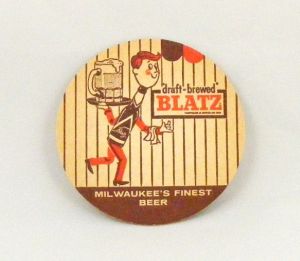 "draft-brewed"
BLATZ
MILWAUKEE'S FINEST
BEER